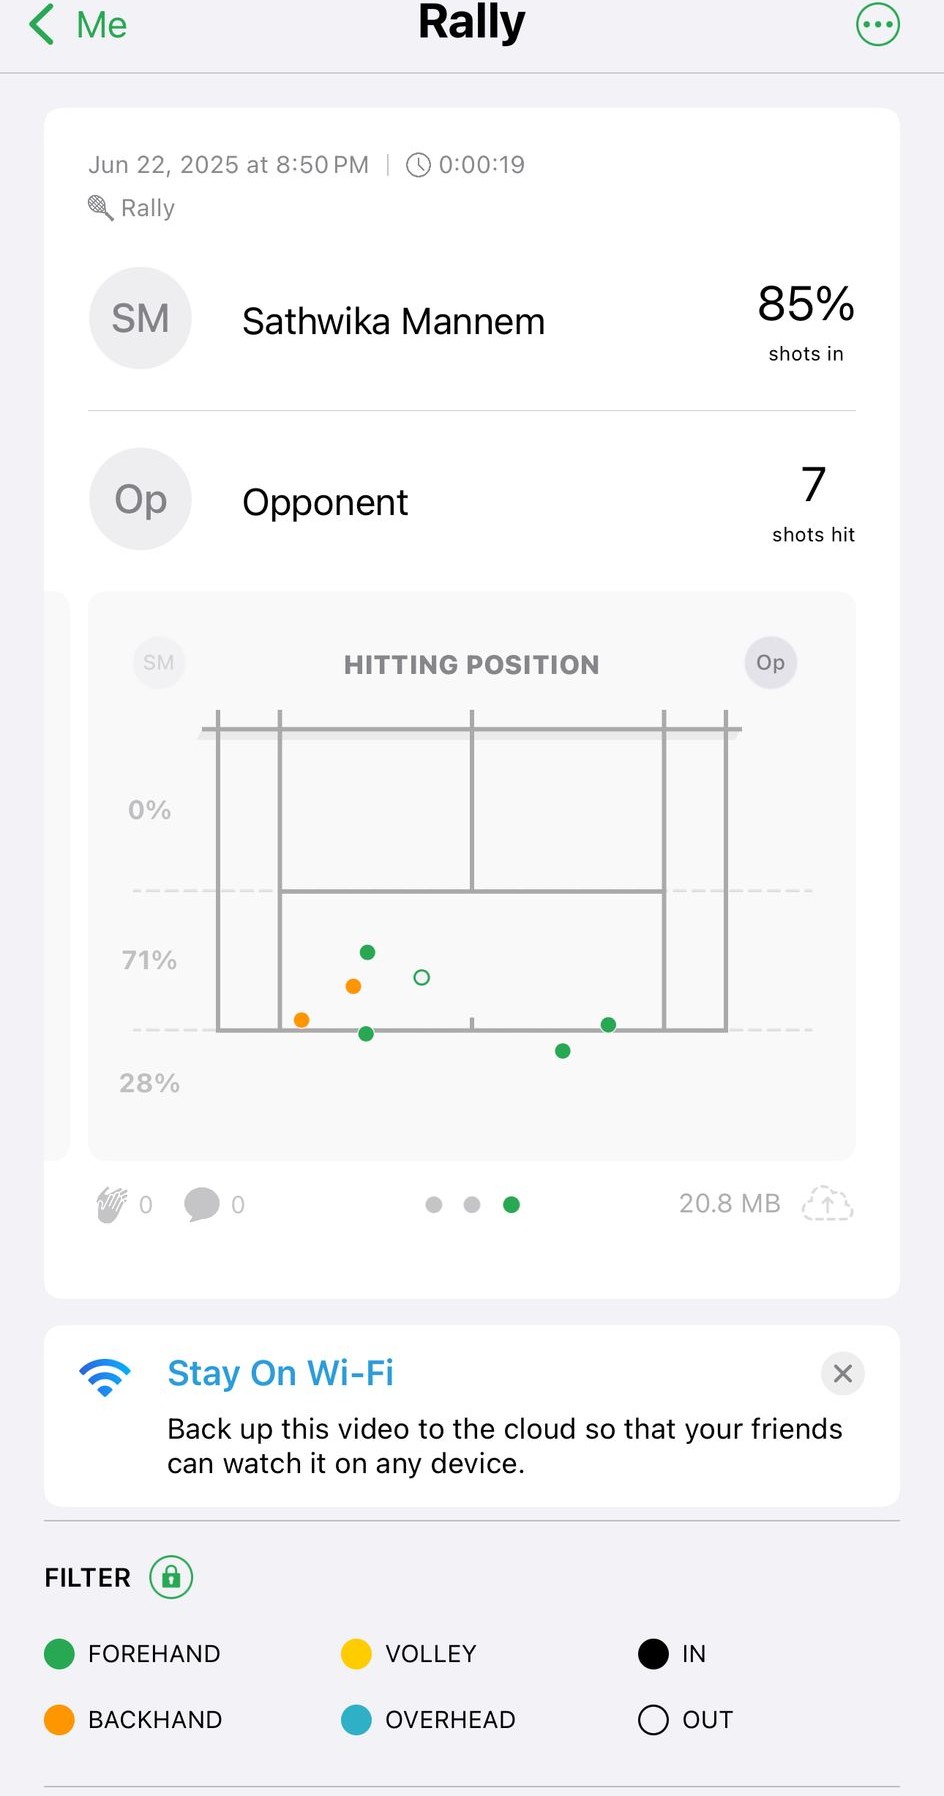 Me
Rally
Jun 22, 2025 at 8:50 PM | 0:00:19
Rally
SM
Sathwika Mannem
85%
shots in
Op
Opponent
7
shots hit
SM
HITTING POSITION
Op
0%
71%
28%
0
0
20.8 MB
Stay On Wi-Fi
Back up this video to the cloud so that your friends
can watch it on any device.
FILTER
FOREHAND
VOLLEY
IN
BACKHAND
OVERHEAD
OUT